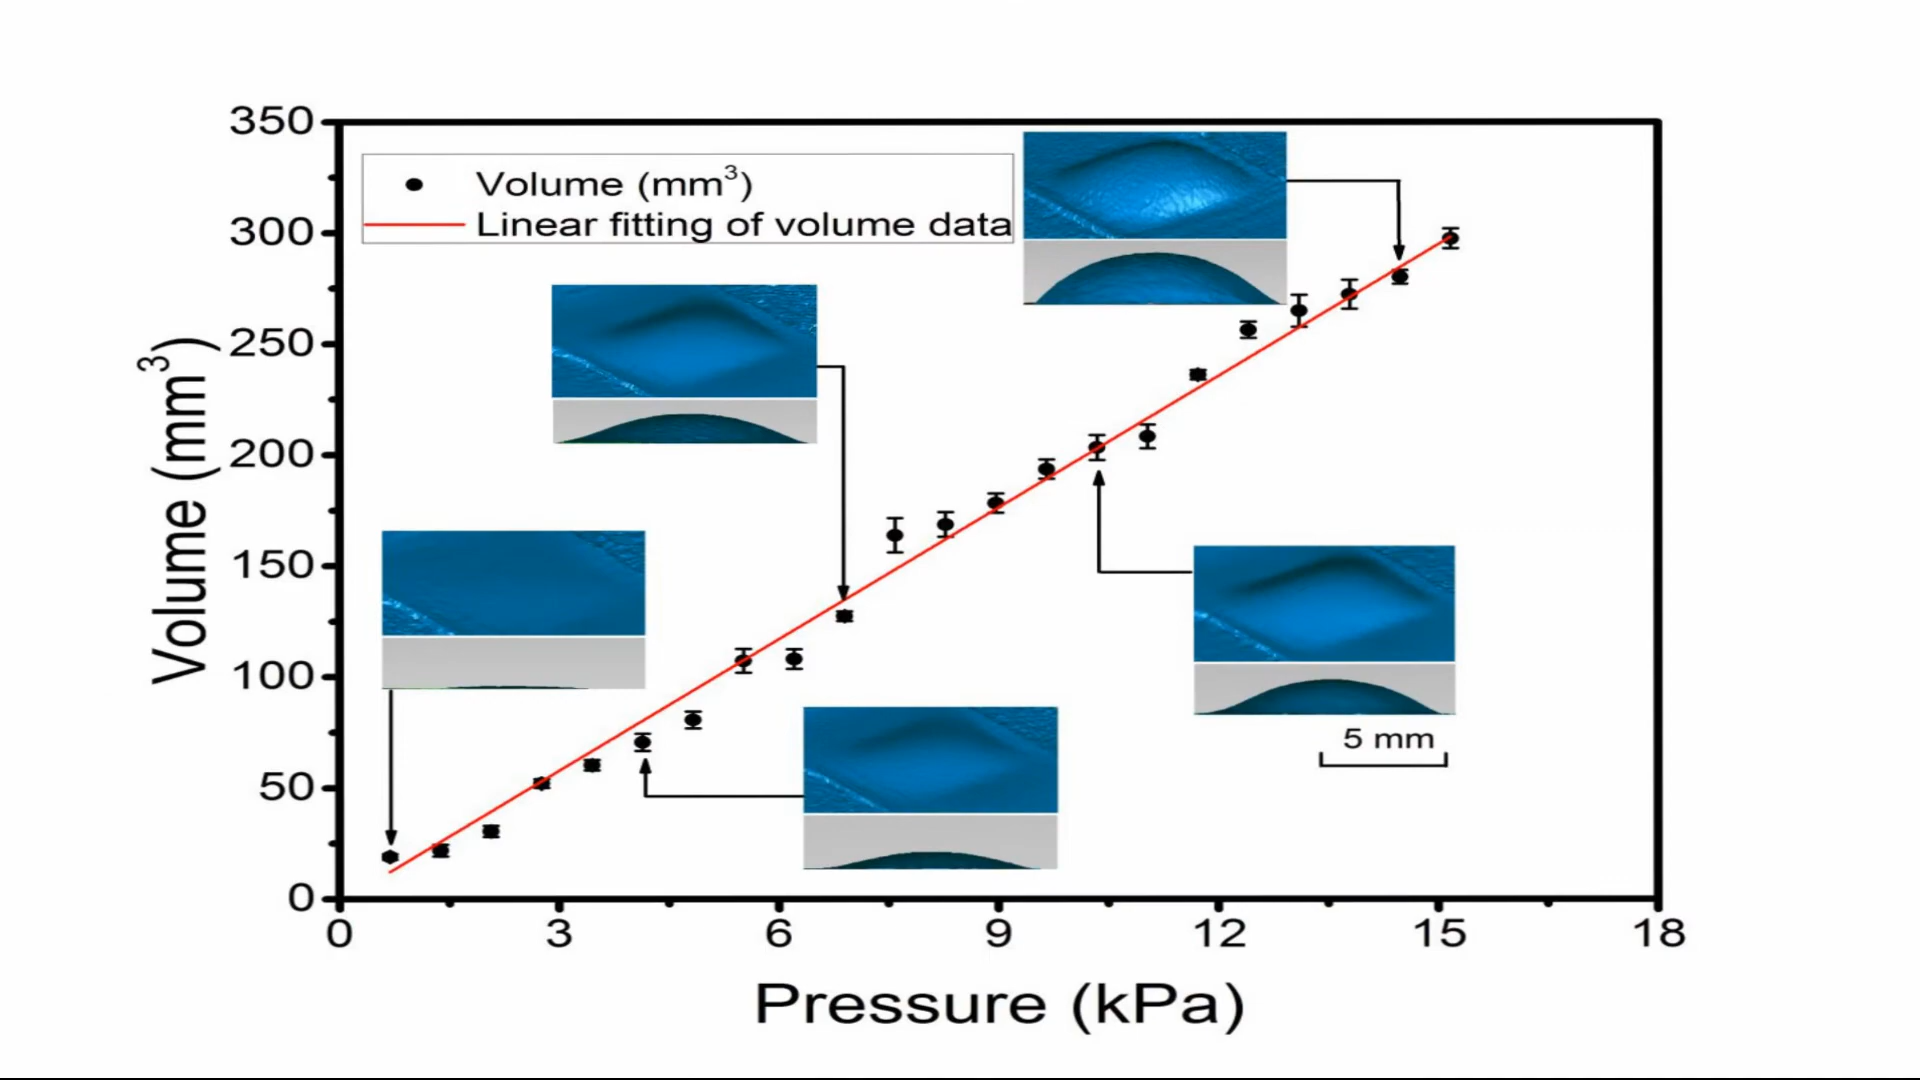 350
300
250
200
150
100
50
0
Volume (mm³)
Volume (mm³)
Linear fitting of volume data
5 mm
0 3 6 9 12 15 18
Pressure (kPa)